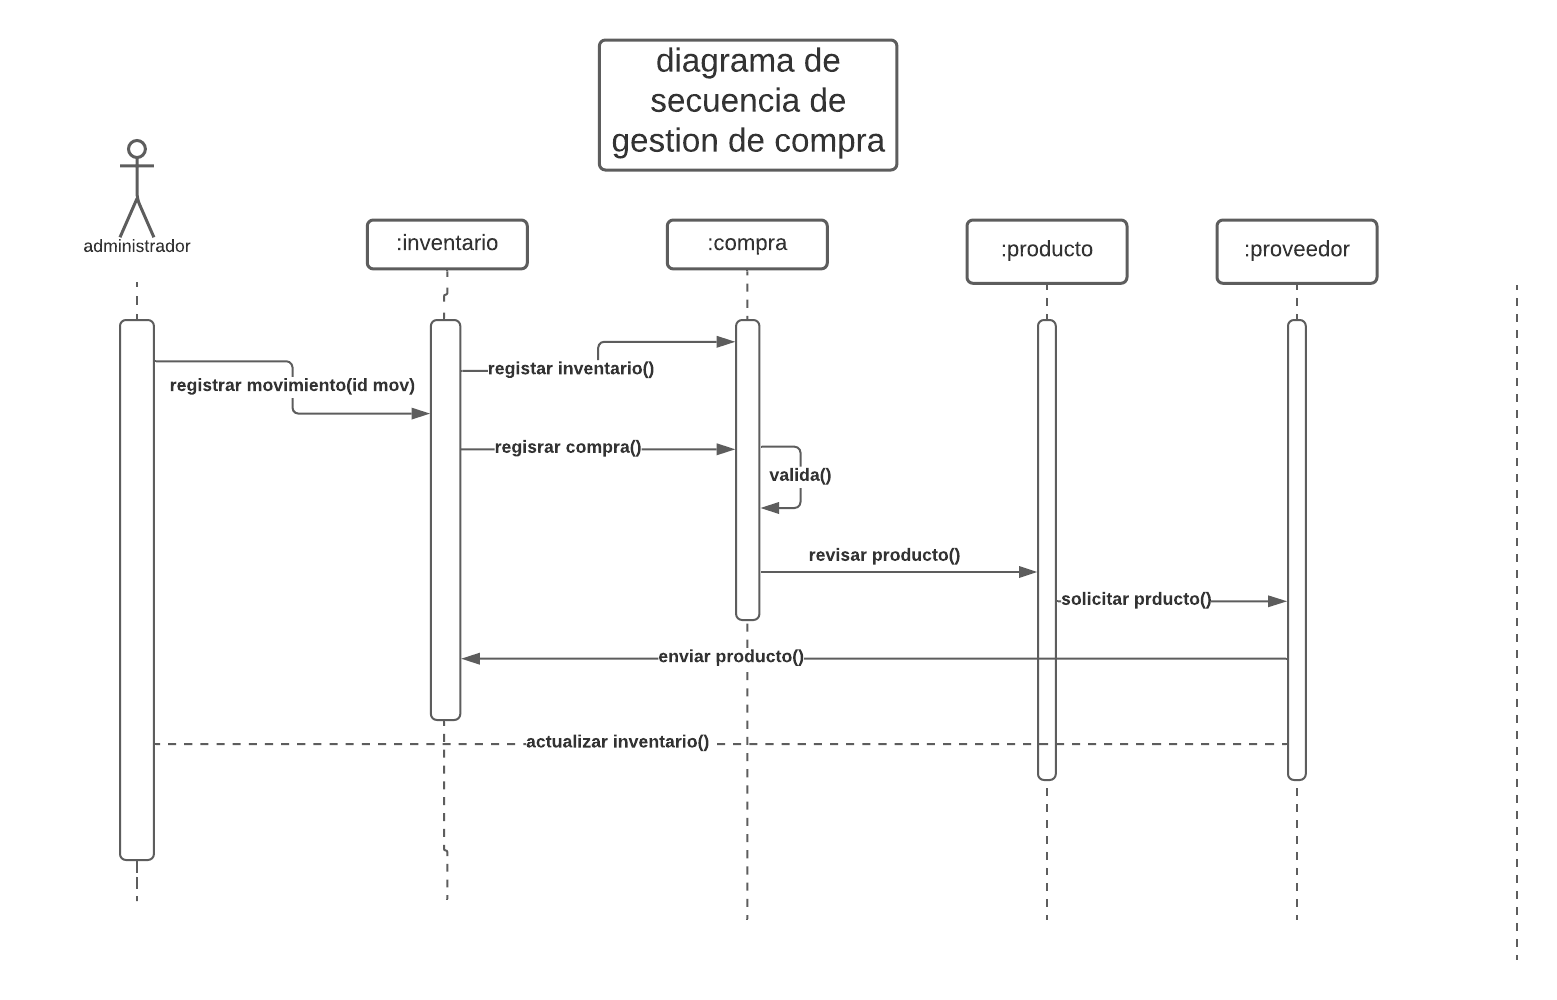 diagrama de
secuencia de
gestion de compra
administrador
:inventario
:compra
:producto
:proveedor
registar inventario()
registrar movimiento(id mov)
regisrar compra()
valida()
revisar producto()
solicitar prducto()
enviar producto()
actualizar inventario()